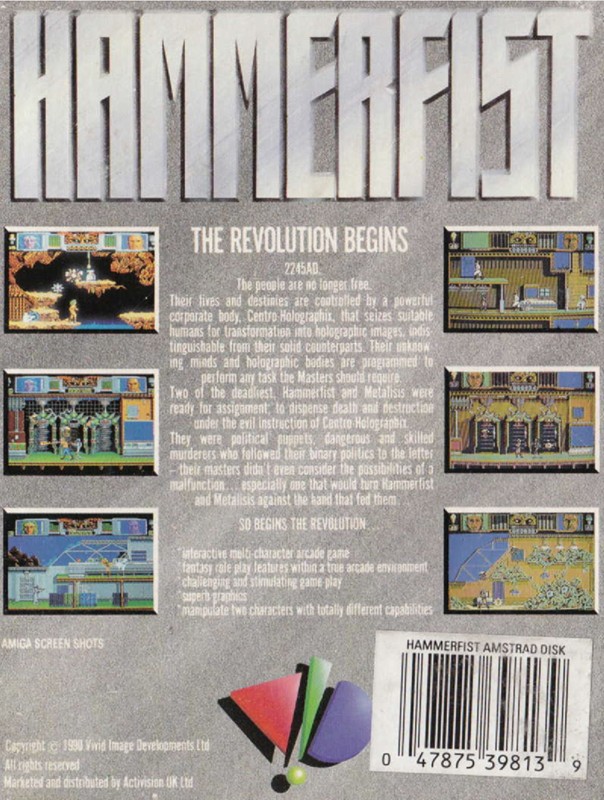 HAMMERFIST
THE REVOLUTION BEGINS
2245AD.
The people are no longer free.
Their lives and destinies are controlled by a powerful
corporate body, Centro-Holographix, that seizes suitable
humans for transformation into holographic images, indis-
tinguishable from their solid counterparts. Their unknow-
ing minds and holographic bodies are programmed to
perform any task the Masters should require.
Two of the deadliest, Hammerfist and Metalisis were
ready for assignment, to dispense death and destruction
under the evil instruction of Centro-Holographix.
They were political puppets, dangerous and skilled
murderers who followed their binary politics to the letter
– their masters didn't even consider the possibilities of a
malfunction... especially one that would turn Hammerfist
and Metalisis against the hand that fed them.
SO BEGINS THE REVOLUTION...
*interactive multi-character arcade game
*fantasy role play features within a true arcade environment
*challenging and stimulating game play
*superb graphics
*manipulate two characters with totally different capabilities
AMIGA SCREEN SHOTS
HAMMERFIST AMSTRAD DISK
0 47875 39813 9
Copyright © 1990 Vivid Image Developments Ltd
All rights reserved
Marketed and distributed by Activision UK Ltd